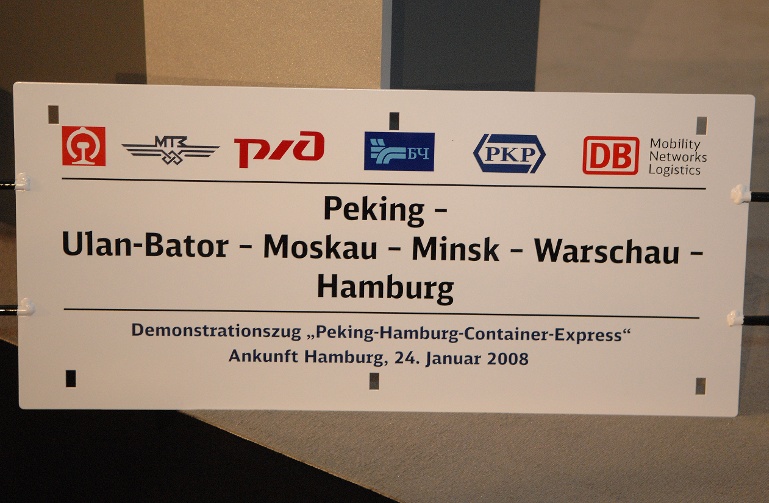 МТЗ
РЖД
БЧ
PKP
DB
Mobility
Networks
Logistics
Peking –
Ulan-Bator – Moskau – Minsk – Warschau –
Hamburg
Demonstrationszug „Peking-Hamburg-Container-Express“
Ankunft Hamburg, 24. Januar 2008